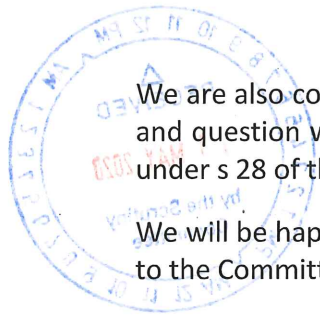 We are also co
and question w
under s 28 of th
We will be hap
to the Committ